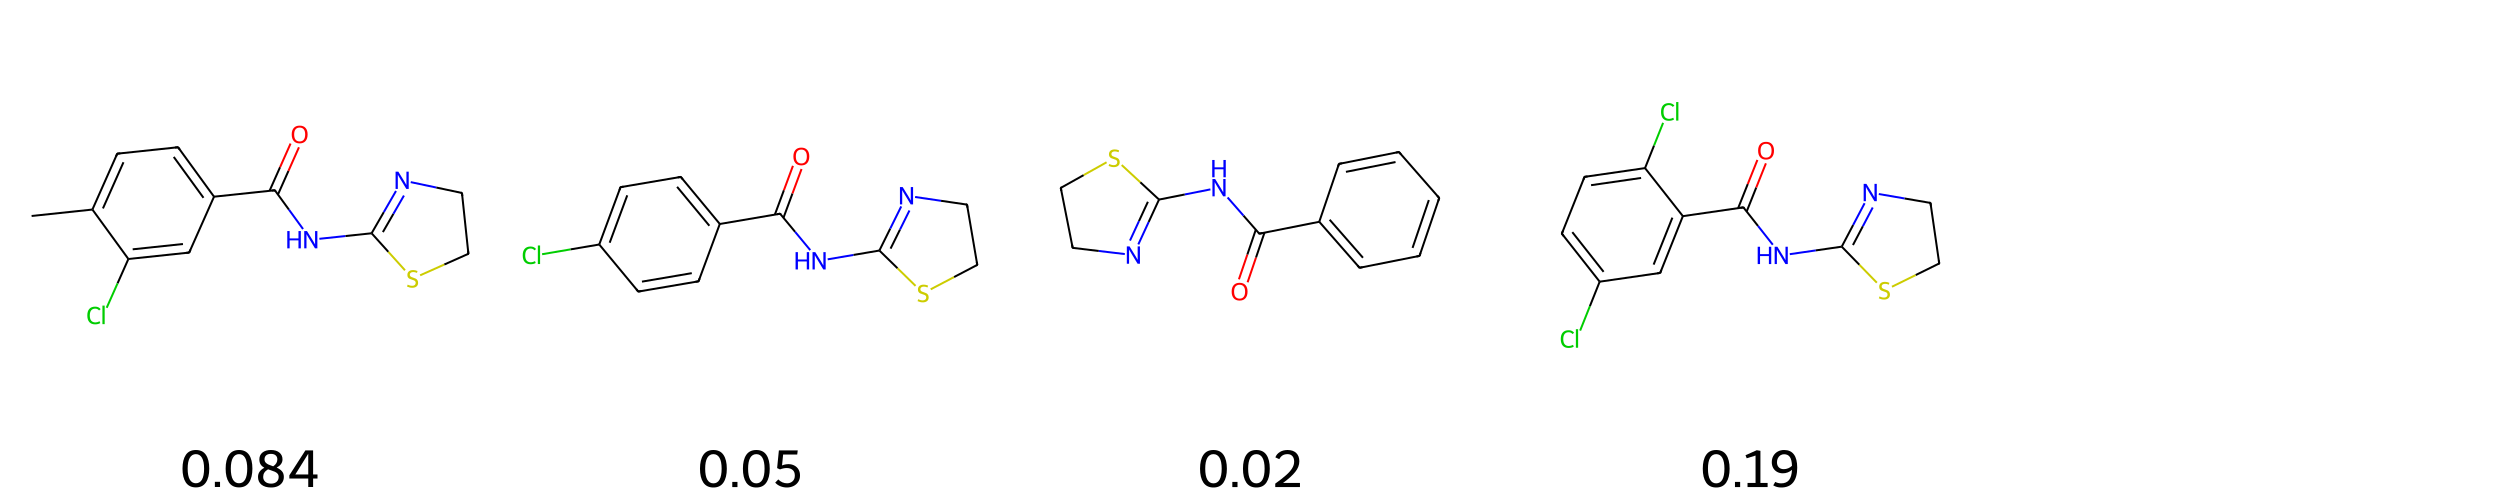 O N HN S Cl
O N HN S Cl
S H N N O
Cl O N HN S Cl
0.084 0.05 0.02 0.19